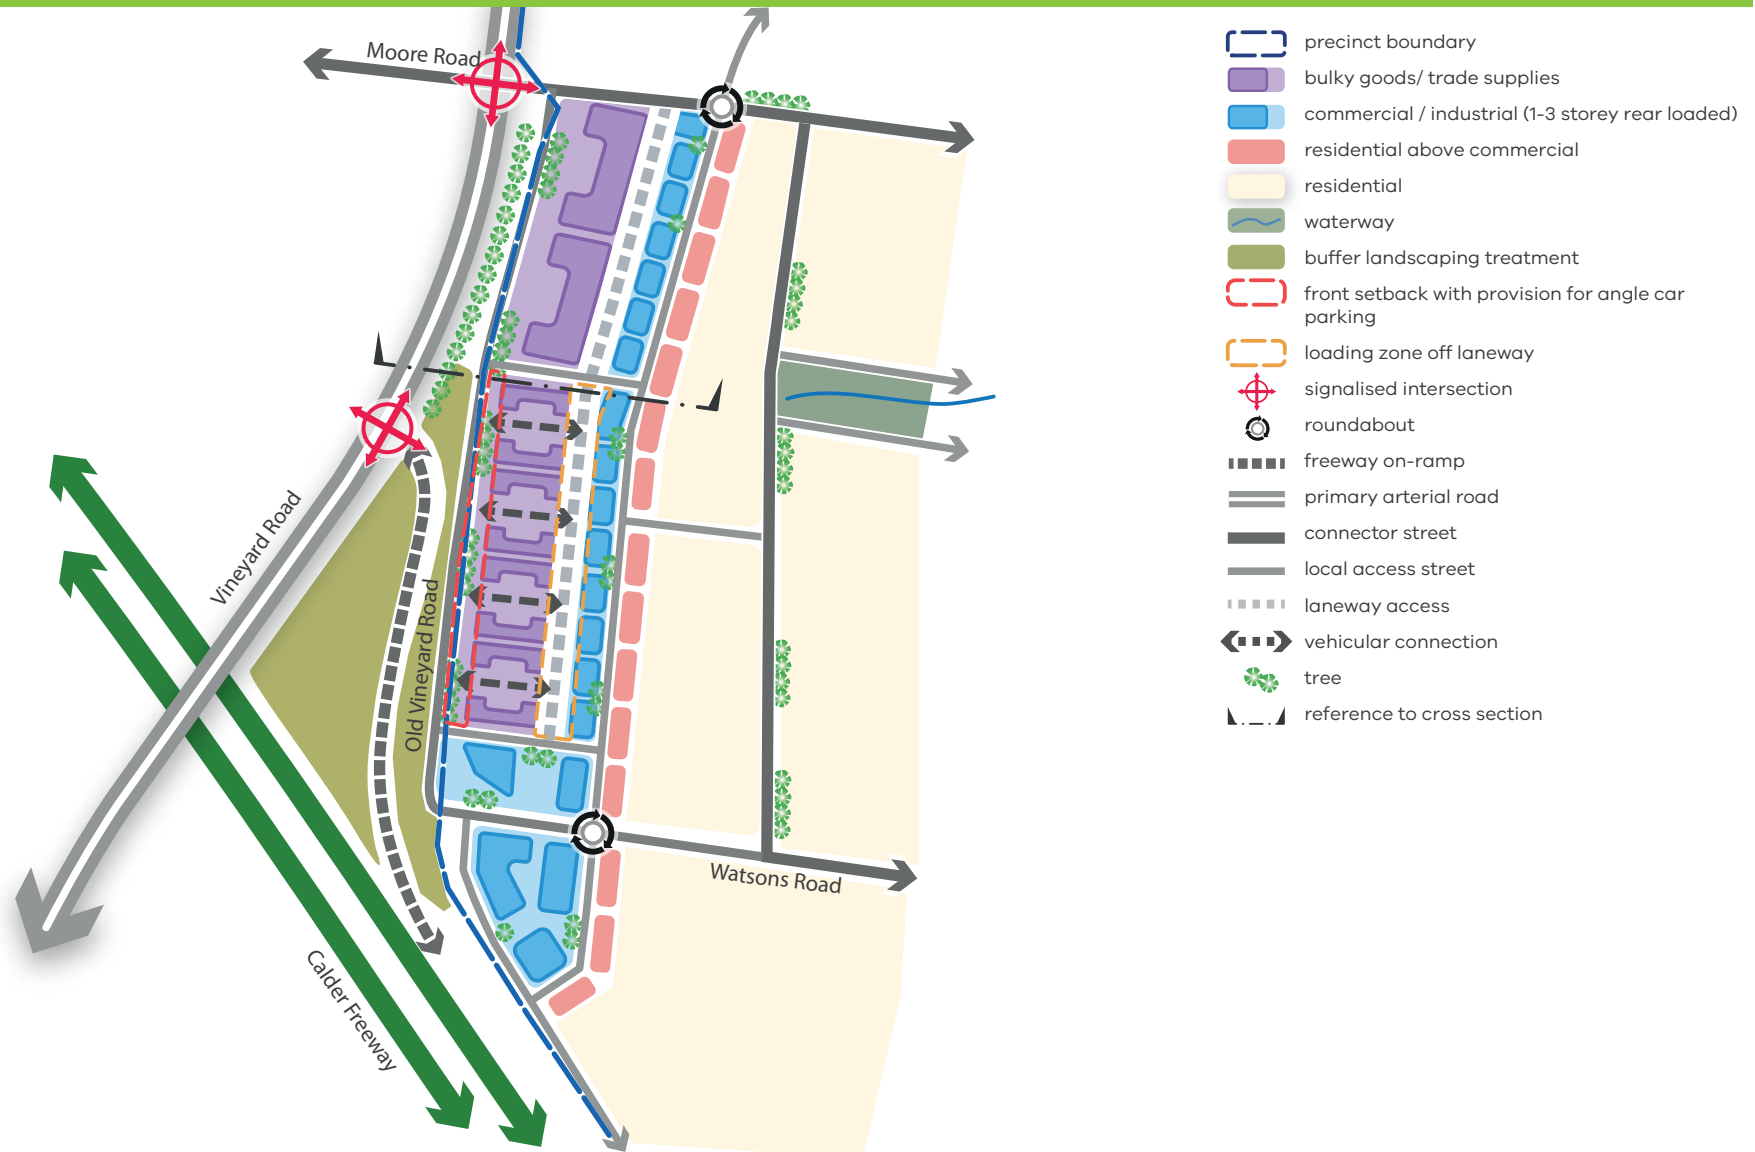 Moore Road
Vineyard Road
Old Vineyard Road
Watsons Road
Calder Freeway
precinct boundary
bulky goods/ trade supplies
commercial / industrial (1-3 storey rear loaded)
residential above commercial
residential
waterway
buffer landscaping treatment
front setback with provision for angle car
parking
loading zone off laneway
signalised intersection
roundabout
freeway on-ramp
primary arterial road
connector street
local access street
laneway access
vehicular connection
tree
reference to cross section